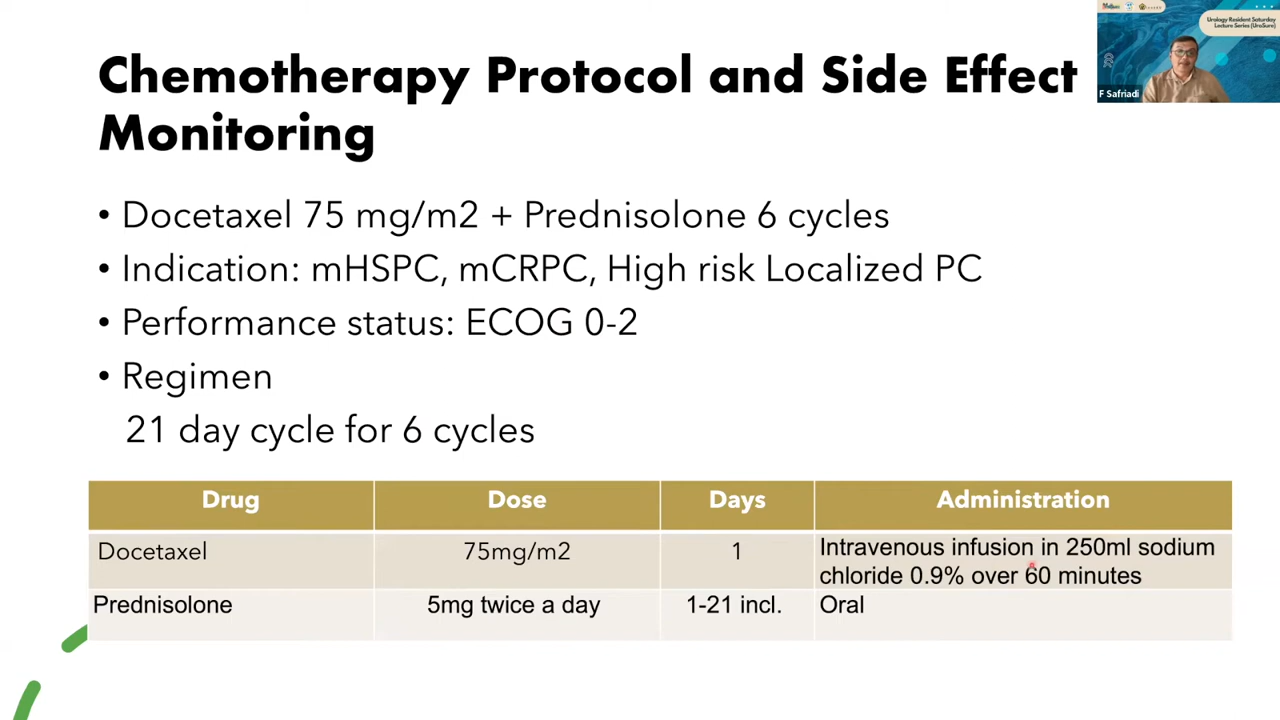 Chemotherapy Protocol and Side Effect
Monitoring
Urology Resident Saturday
Lecture Series (UroSure)
F Safriadi
• Docetaxel 75 mg/m2 + Prednisolone 6 cycles
• Indication: mHSPC, mCRPC, High risk Localized PC
• Performance status: ECOG 0-2
• Regimen
21 day cycle for 6 cycles
Drug Dose Days Administration
Docetaxel 75mg/m2 1 Intravenous infusion in 250ml sodium
chloride 0.9% over 60 minutes
Prednisolone 5mg twice a day 1-21 incl. Oral